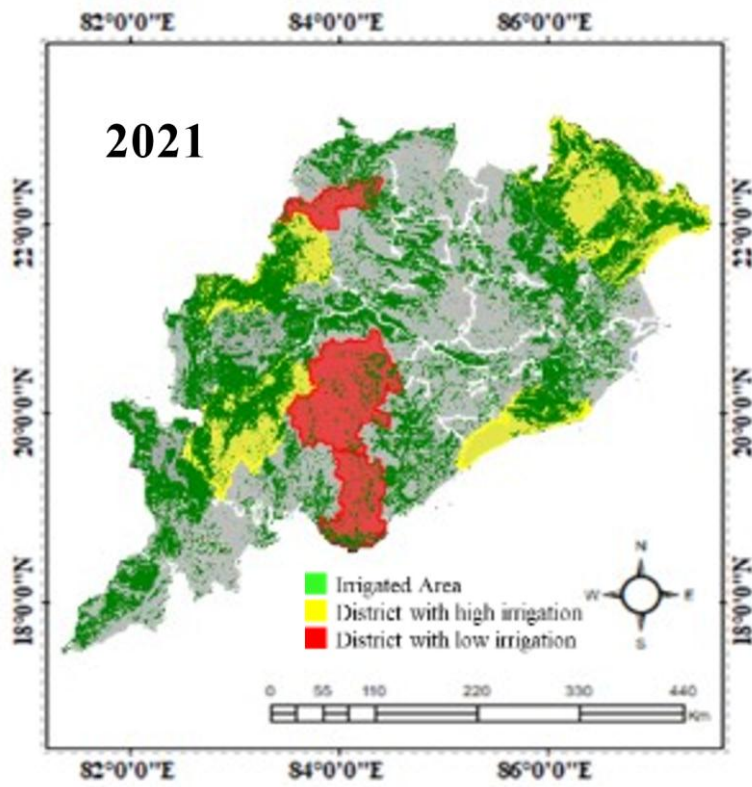 82°0'0"E 84°0'0"E 86°0'0"E
2021
22°0'0"N 22°0'0"N
20°0'0"N 20°0'0"N
18°0'0"N 18°0'0"N
N
W E
S
Irrigated Area
District with high irrigation
District with low irrigation
0 55 110 220 330 440
Km
82°0'0"E 84°0'0"E 86°0'0"E